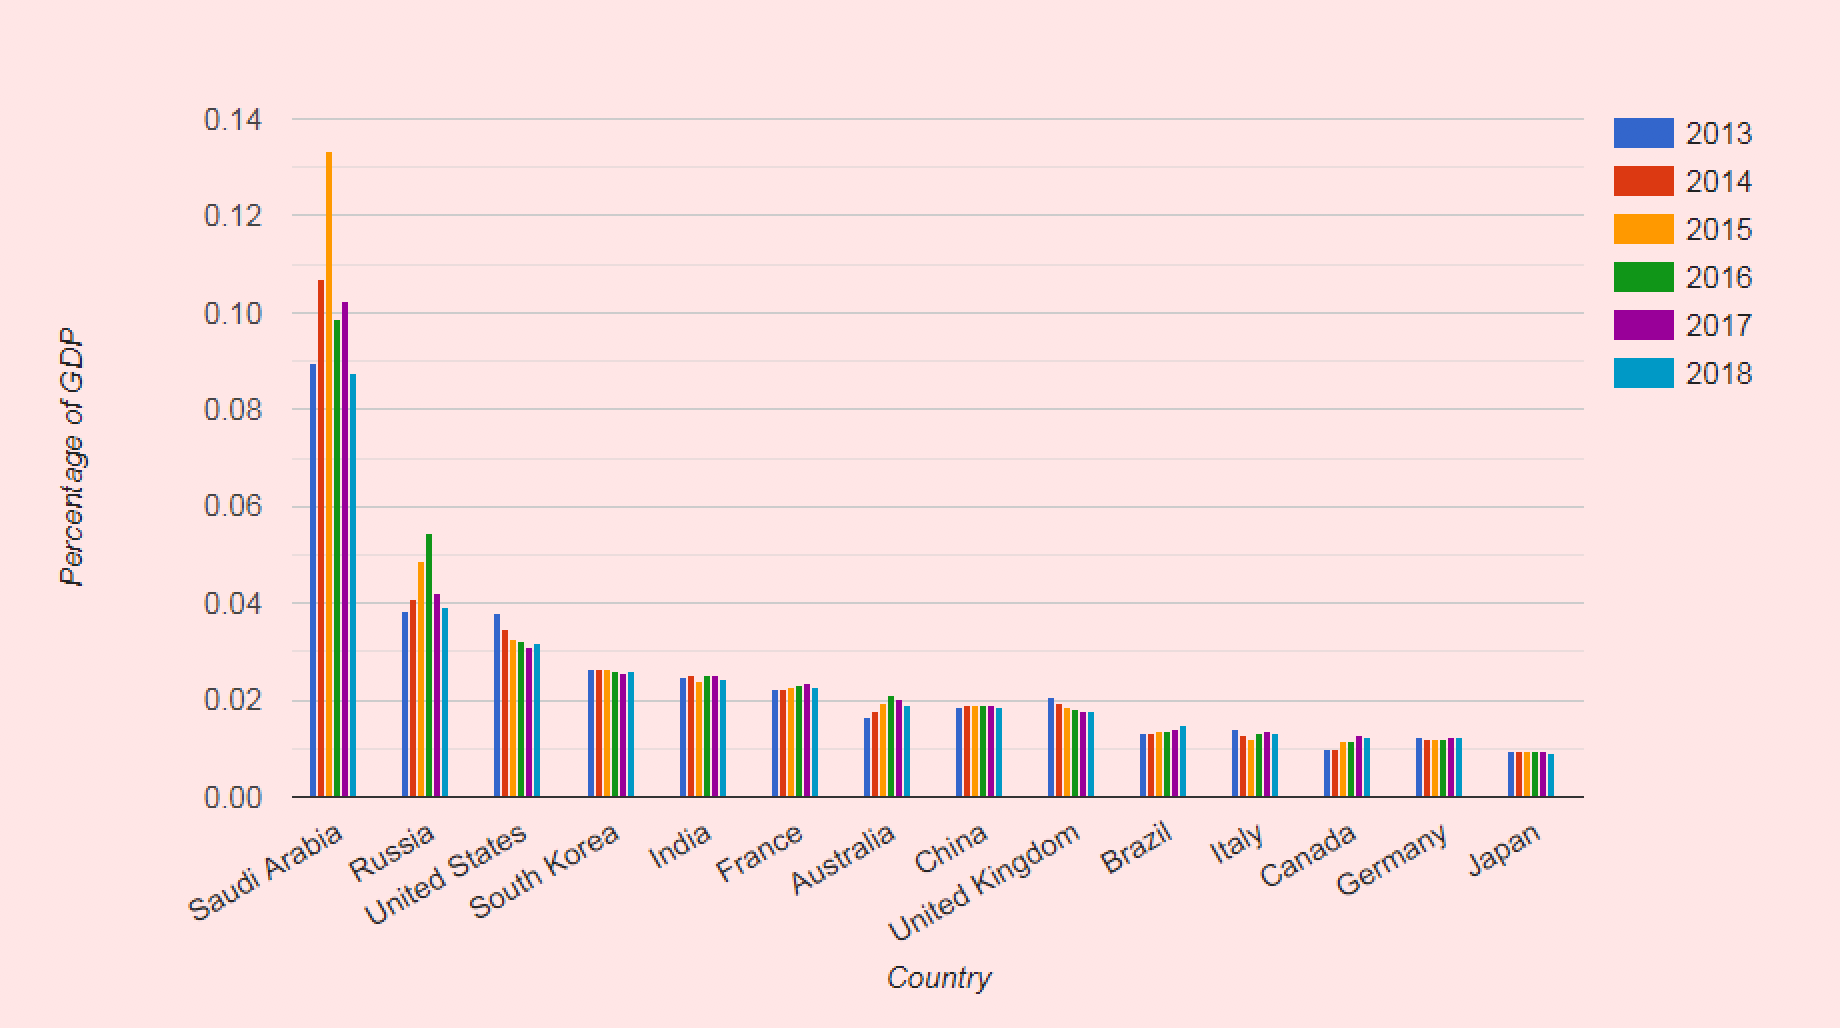 0.14
0.12
0.10
0.08
0.06
0.04
0.02
0.00
Percentage of GDP
Saudi Arabia
Russia
United States
South Korea
India
France
Australia
China
United Kingdom
Brazil
Italy
Canada
Germany
Japan
Country
2013
2014
2015
2016
2017
2018